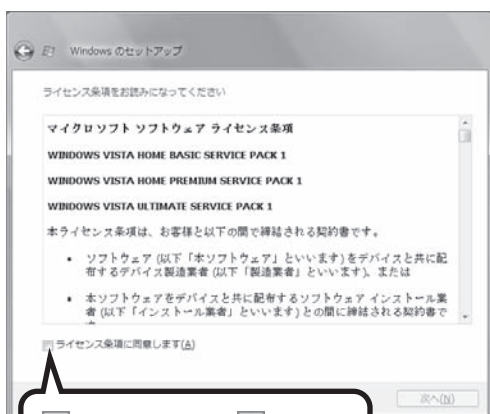 Windows のセットアップ
ライセンス条項をお読みになってください
マイクロソフト ソフトウェア ライセンス条項
WINDOWS VISTA HOME BASIC SERVICE PACK 1
WINDOWS VISTA HOME PREMIUM SERVICE PACK 1
WINDOWS VISTA ULTIMATE SERVICE PACK 1
本ライセンス条項は、お客様と以下の間で締結される契約書です。
• ソフトウェア (以下「本ソフトウェア」といいます) をデバイスと共に配
布するデバイス製造業者 (以下「製造業者」といいます)、または
• 本ソフトウェアをデバイスと共に配布するソフトウェア インストール業
者 (以下「インストール業者」といいます) との間に締結される契約書で
ライセンス条項に同意します(A)
次へ(N)